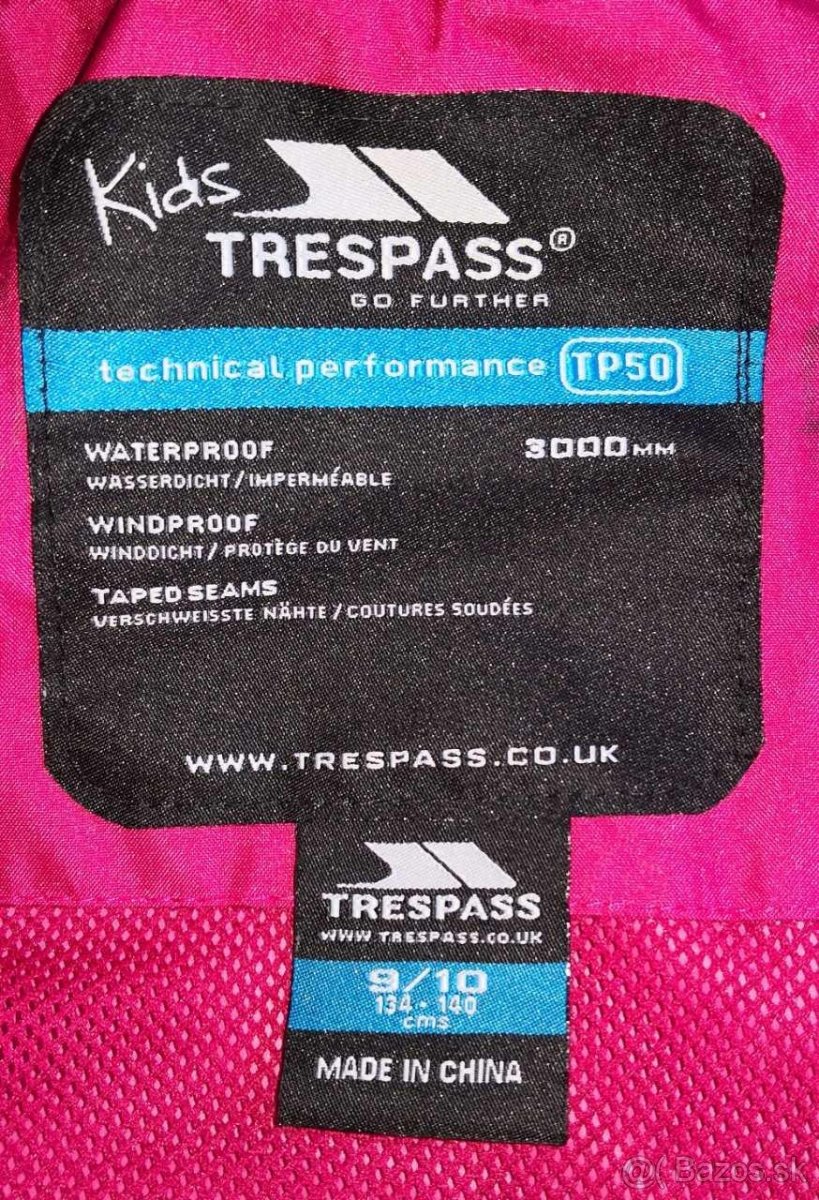 Kids
TRESPASS®
GO FURTHER
technical performance TP50
WATERPROOF 3000MM
WASSERDICHT/IMPERMÉABLE
WINDPROOF
WINDDICHT/PROTÈGE DU VENT
TAPED SEAMS
VERSCHWEISSTE NÄHTE/COUTURES SOUDÉES
WWW.TRESPASS.CO.UK
TRESPASS
WWW.TRESPASS.CO.UK
9/10
134 - 140
cms
MADE IN CHINA
Bazos.sk